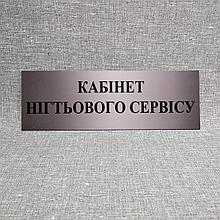 КАБІНЕТ
НІГТЬОВОГО СЕРВІСУ